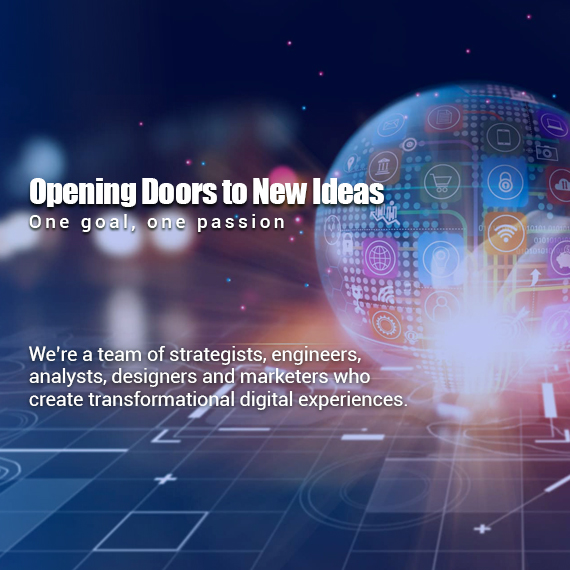 Opening Doors to New Ideas
One goal, one passion
We're a team of strategists, engineers,
analysts, designers and marketers who
create transformational digital experiences.